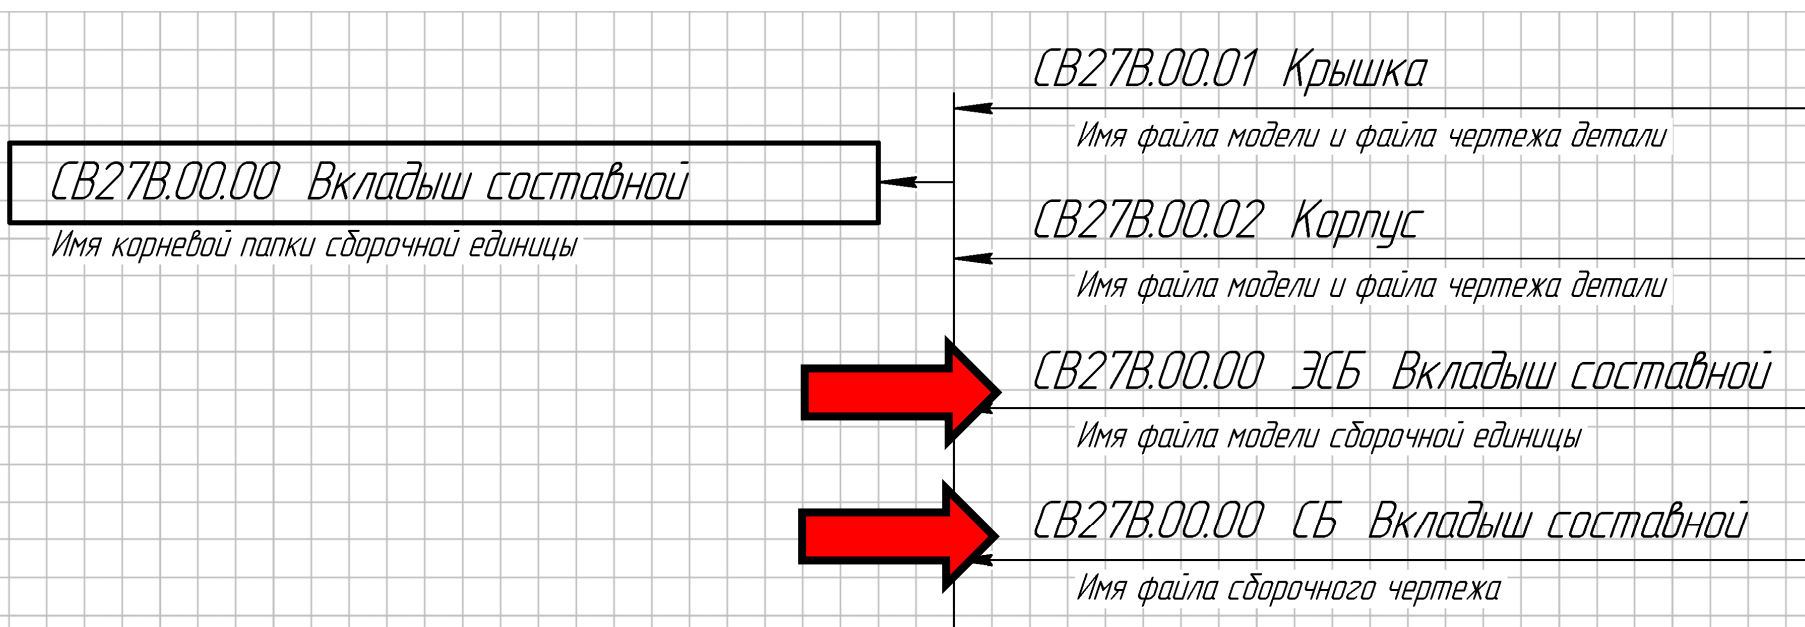 СВ27В.00.01 Крышка
Имя файла модели и файла чертежа детали
СВ27В.00.00 Вкладыш составной
Имя корневой папки сборочной единицы
СВ27В.00.02 Корпус
Имя файла модели и файла чертежа детали
СВ27В.00.00 ЭСБ Вкладыш составной
Имя файла модели сборочной единицы
СВ27В.00.00 СБ Вкладыш составной
Имя файла сборочного чертежа